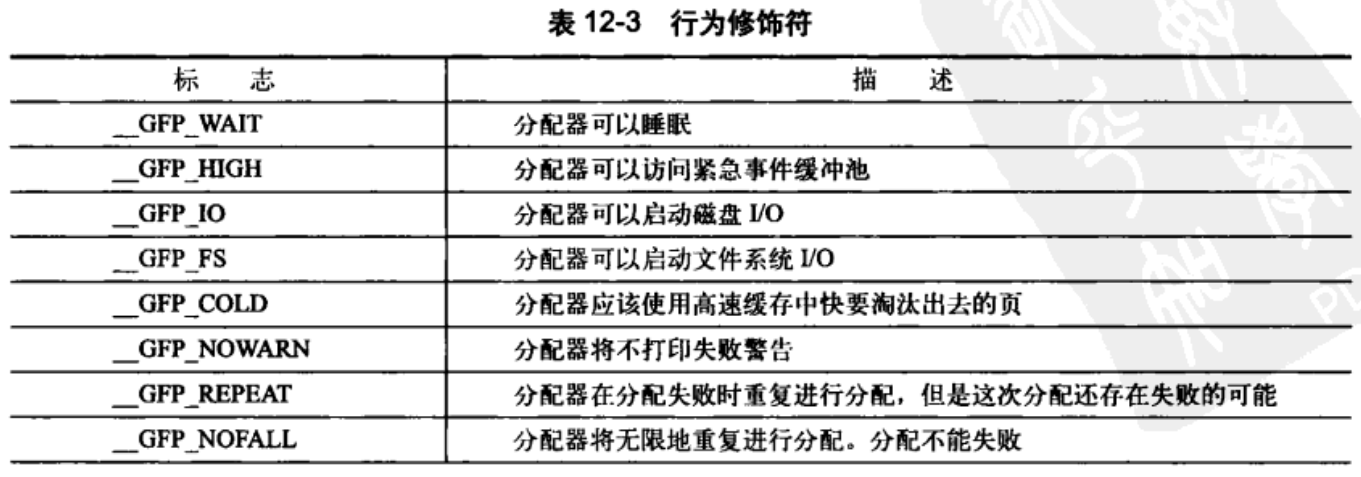 表 12-3 行为修饰符
标 志 描 述
__GFP_WAIT 分配器可以睡眠
__GFP_HIGH 分配器可以访问紧急事件缓冲池
__GFP_IO 分配器可以启动磁盘 I/O
__GFP_FS 分配器可以启动文件系统 I/O
__GFP_COLD 分配器应该使用高速缓存中快要淘汰出去的页
__GFP_NOWARN 分配器将不打印失败警告
__GFP_REPEAT 分配器在分配失败时重复进行分配，但是这次分配还存在失败的可能
__GFP_NOFALL 分配器将无限地重复进行分配。分配不能失败